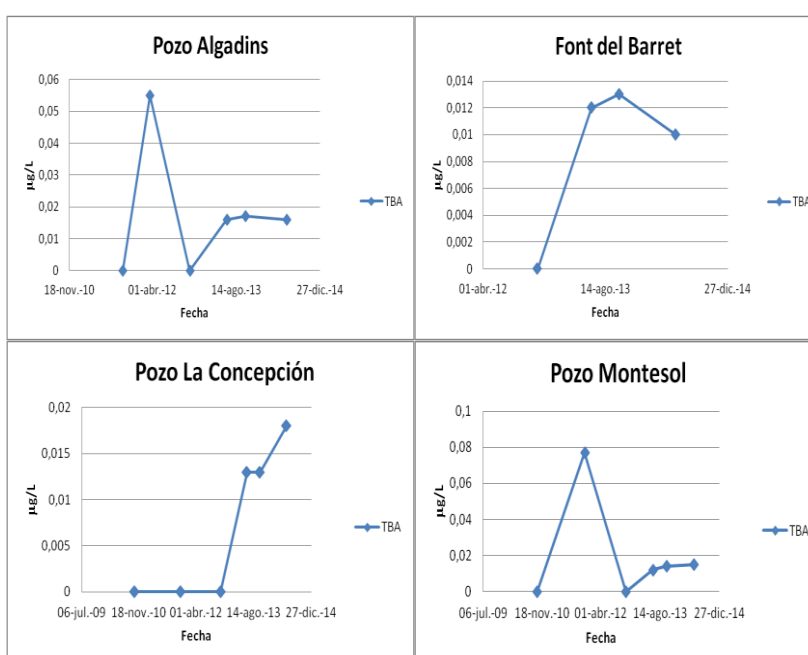 Pozo Algadins
0,06
0,05
0,04
0,03
0,02
0,01
0
µg/L
18-nov.-10 01-abr.-12 14-ago.-13 27-dic.-14
Fecha
TBA
Font del Barret
0,014
0,012
0,01
0,008
0,006
0,004
0,002
0
µg/L
01-abr.-12 14-ago.-13 27-dic.-14
Fecha
TBA
Pozo La Concepción
0,02
0,015
0,01
0,005
0
µg/L
06-jul.-09 18-nov.-10 01-abr.-12 14-ago.-13 27-dic.-14
Fecha
TBA
Pozo Montesol
0,1
0,08
0,06
0,04
0,02
0
µg/L
06-jul.-09 18-nov.-10 01-abr.-12 14-ago.-13 27-dic.-14
Fecha
TBA